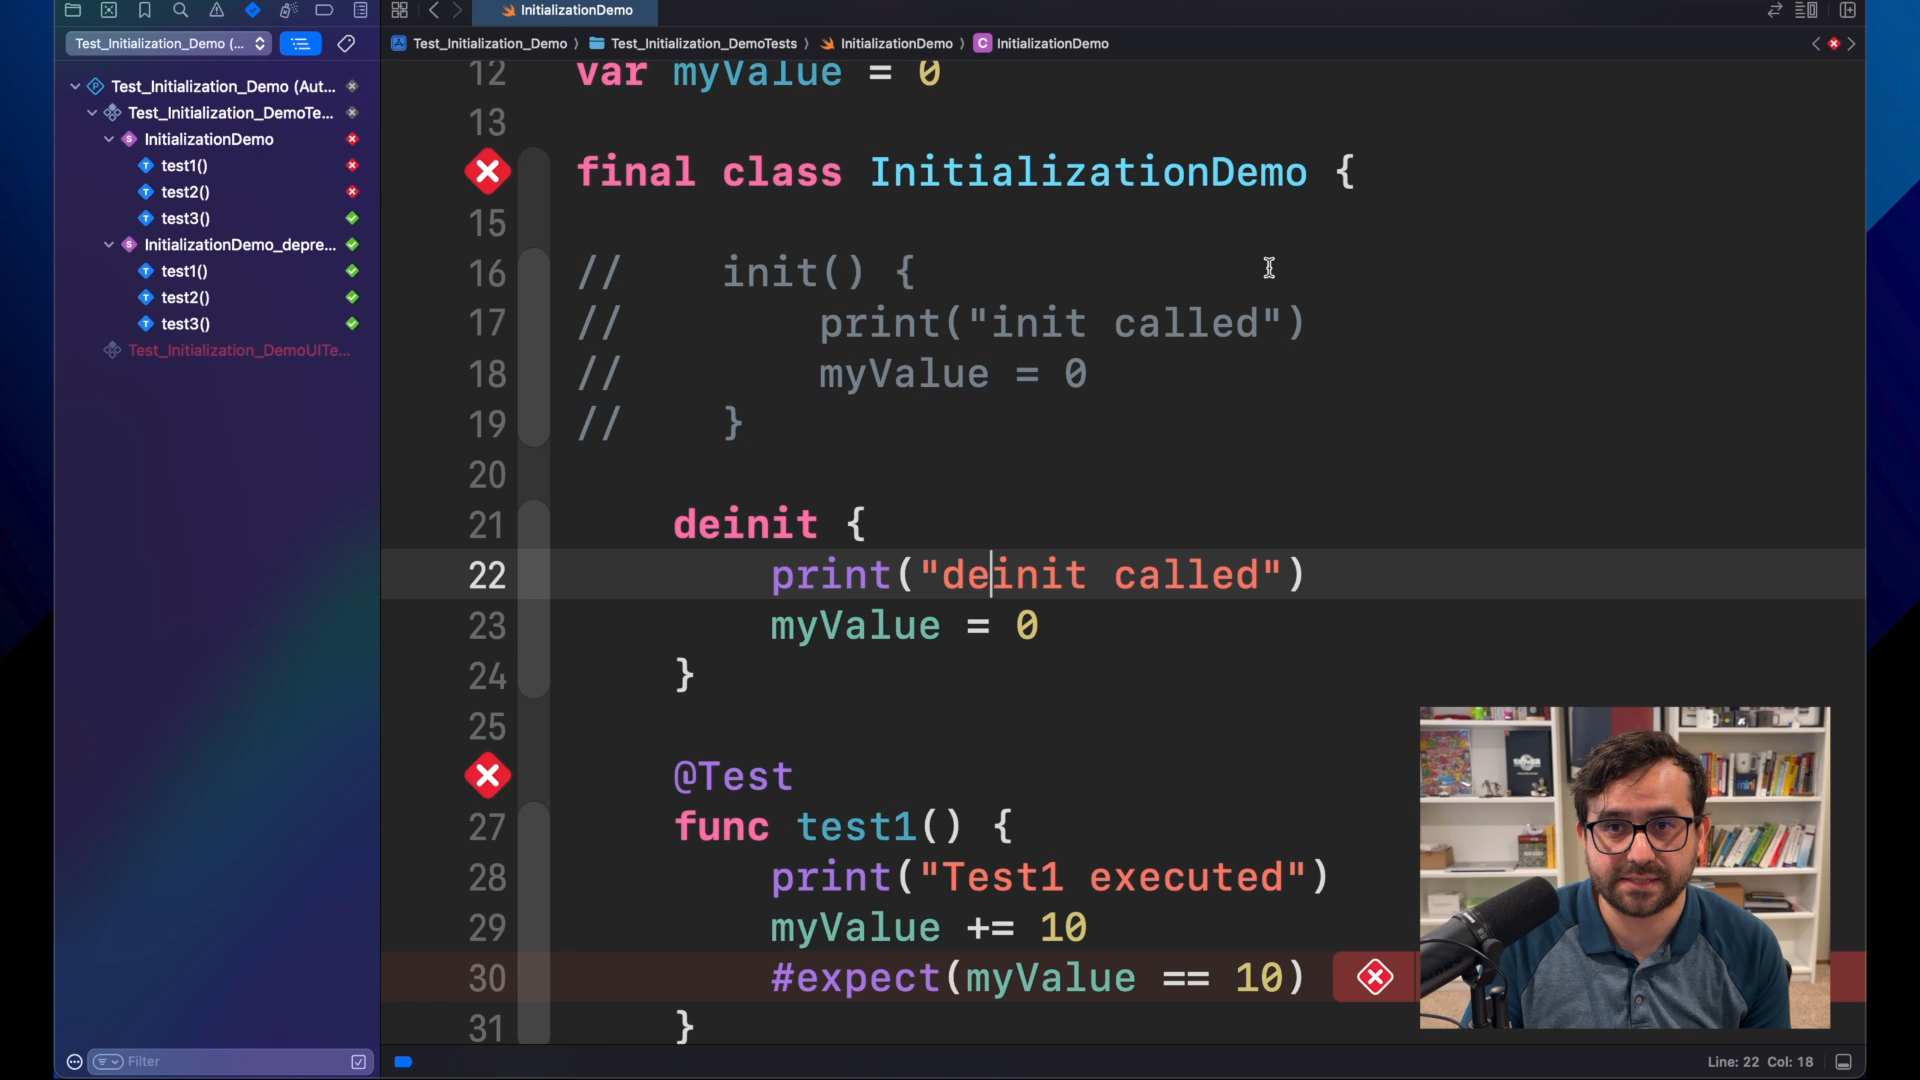 InitializationDemo
Test_Initialization_Demo (...
Test_Initialization_Demo
Test_Initialization_DemoTests
InitializationDemo
C InitializationDemo
Test_Initialization_Demo (Aut...
Test_Initialization_DemoTe...
S InitializationDemo
T test1()
T test2()
T test3()
S InitializationDemo_depre...
T test1()
T test2()
T test3()
Test_Initialization_DemoUITe...
12 var myValue = 0
13
final class InitializationDemo {
15
16 // init() {
17 // print("init called")
18 // myValue = 0
19 // }
20
21 deinit {
22 print("deinit called")
23 myValue = 0
24 }
25
@Test
27 func test1() {
28 print("Test1 executed")
29 myValue += 10
30 #expect(myValue == 10)
31 }
Filter
Line: 22 Col: 18